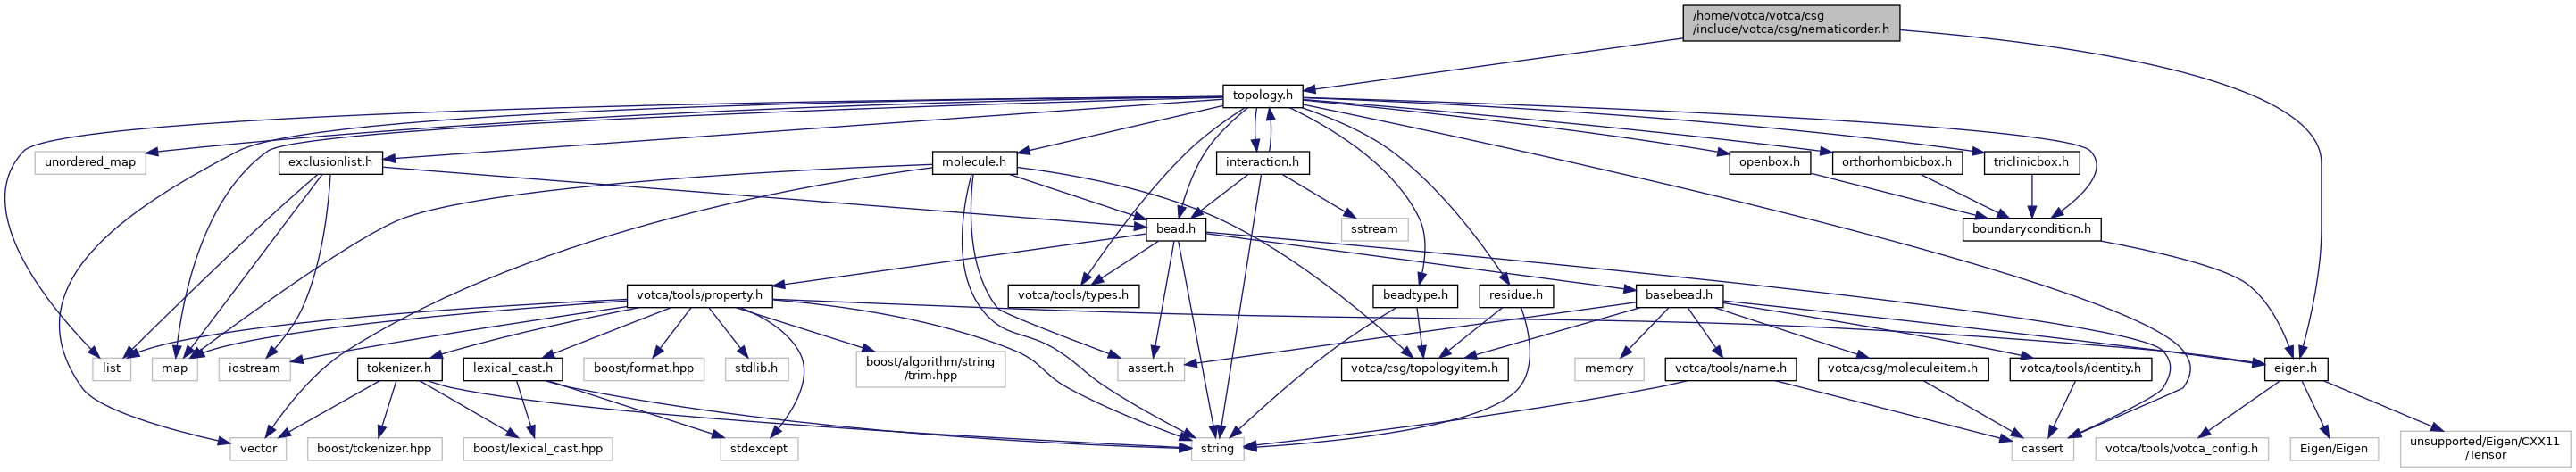 /home/votca/votca/csg
/include/votca/csg/nematicorder.h
topology.h
unordered_map
exclusionlist.h
molecule.h
interaction.h
openbox.h
orthorhombicbox.h
triclinicbox.h
bead.h
sstream
boundarycondition.h
votca/tools/property.h
votca/tools/types.h
beadtype.h
residue.h
basebead.h
list
map
iostream
tokenizer.h
lexical_cast.h
boost/format.hpp
stdlib.h
boost/algorithm/string
/trim.hpp
assert.h
votca/csg/topologyitem.h
memory
votca/tools/name.h
votca/csg/moleculeitem.h
votca/tools/identity.h
eigen.h
vector
boost/tokenizer.hpp
boost/lexical_cast.hpp
stdexcept
string
cassert
votca/tools/votca_config.h
Eigen/Eigen
unsupported/Eigen/CXX11
/Tensor